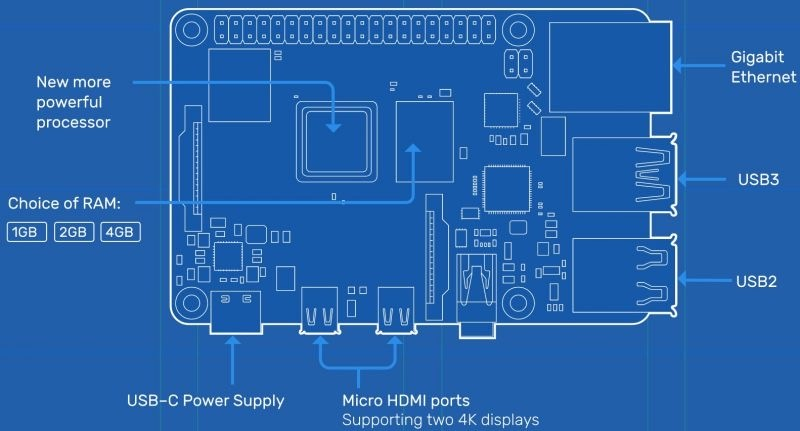 New more
powerful
processor
Choice of RAM:
1GB 2GB 4GB
Gigabit
Ethernet
USB3
USB2
USB–C Power Supply
Micro HDMI ports
Supporting two 4K displays